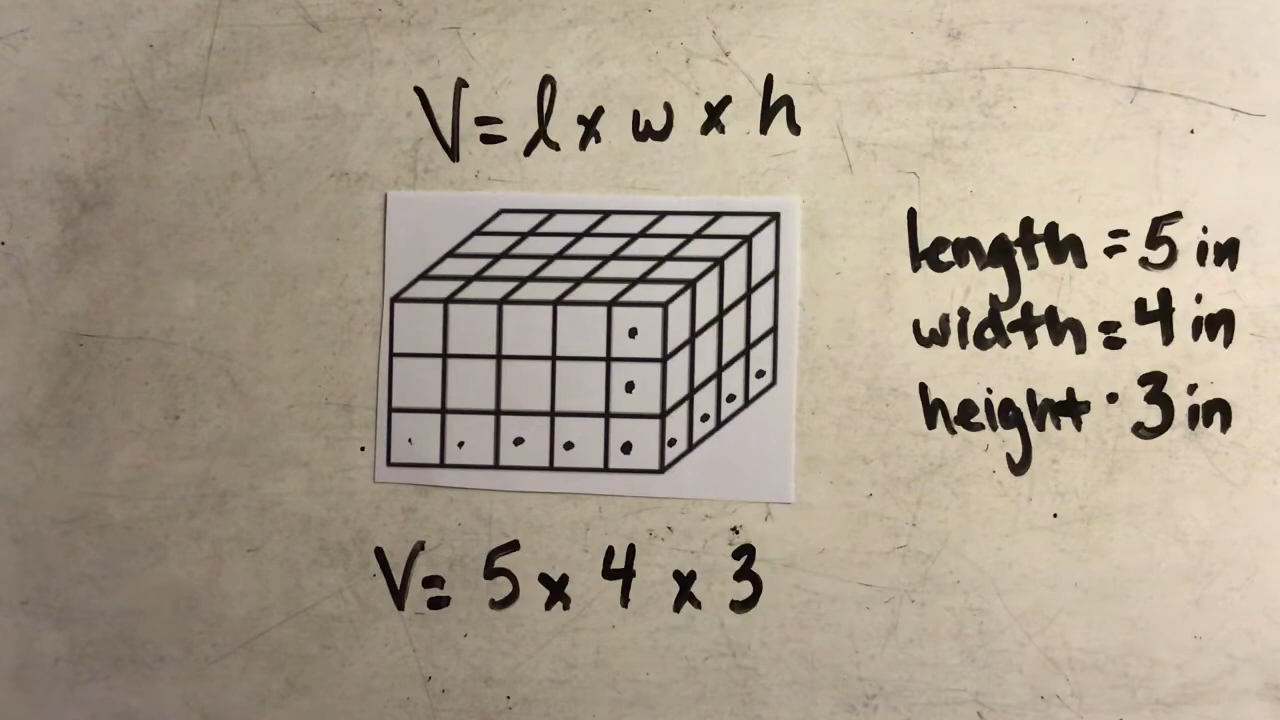 V= l x w x h
length = 5 in
width = 4 in
height · 3 in
V= 5 x 4 x 3